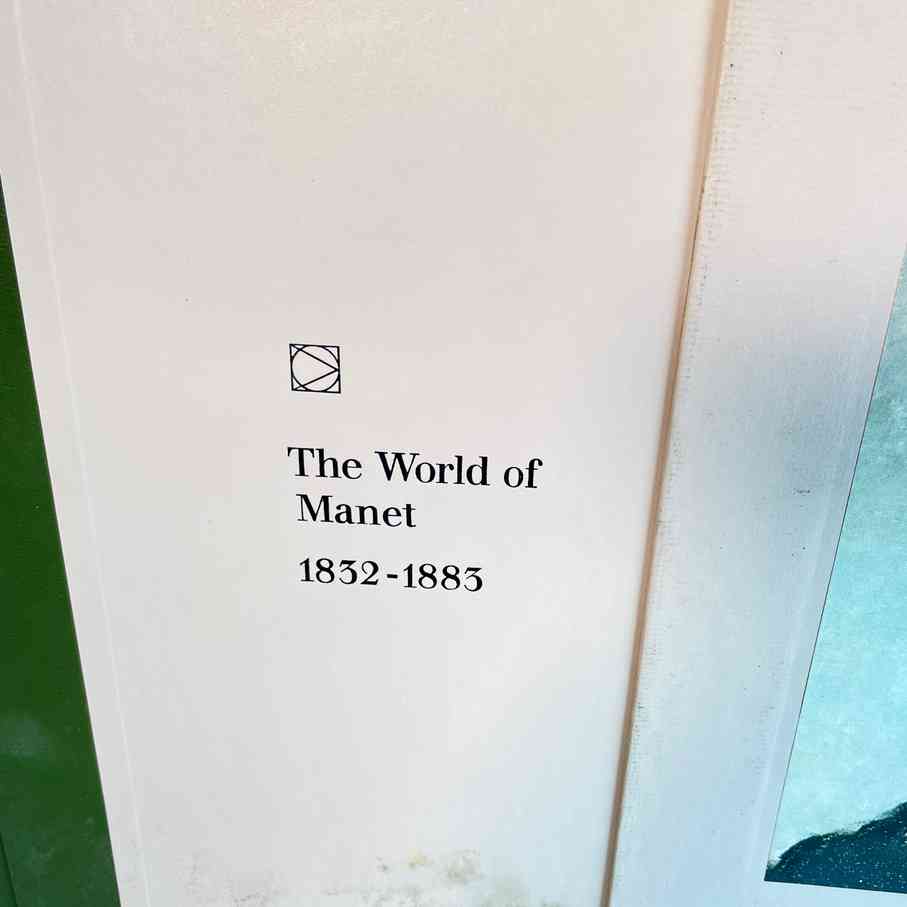 The World of
Manet
1832-1883